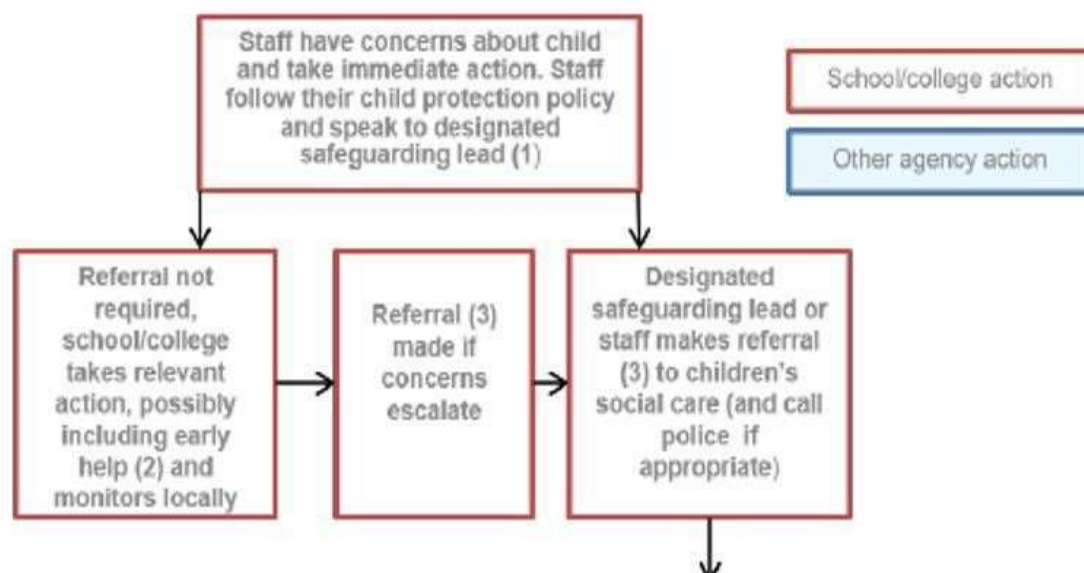 Staff have concerns about child
and take immediate action. Staff
follow their child protection policy
and speak to designated
safeguarding lead (1)
School/college action
Other agency action
Referral not
required,
school/college
takes relevant
action, possibly
including early
help (2) and
monitors locally
Referral (3)
made if
concerns
escalate
Designated
safeguarding lead or
staff makes referral
(3) to children's
social care (and call
police if
appropriate)